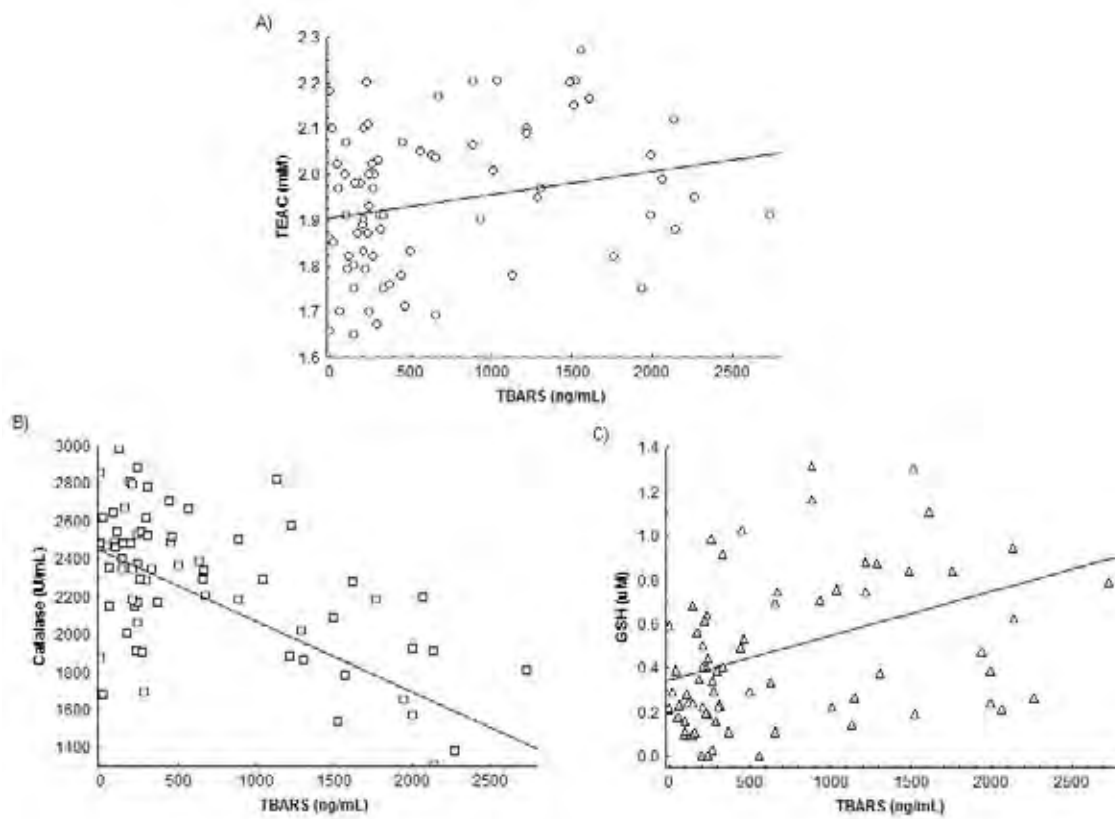 A)
2.3
2.2
2.1
2.0
1.9
1.8
1.7
1.6
TEAC (mM)
0 500 1000 1500 2000 2500
TBARS (ng/mL)
B)
3000
2800
2600
2400
2200
2000
1800
1600
1400
Catalase (U/mL)
0 500 1000 1500 2000 2500
TBARS (ng/mL)
C)
1.4
1.2
1.0
0.8
0.6
0.4
0.2
0.0
GSH (uM)
0 500 1000 1500 2000 2500
TBARS (ng/mL)